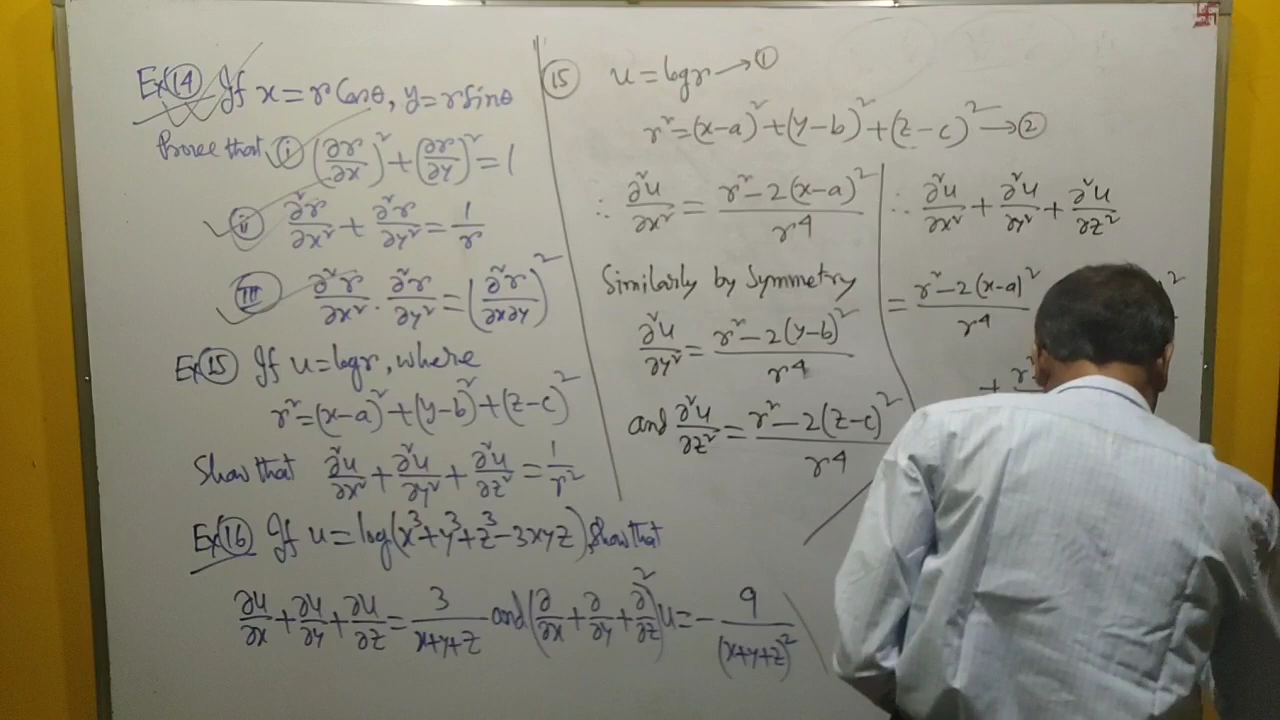 Ex(14) If x = r Cosθ, y = r Sinθ
Prove that (i) (∂r/∂x)² + (∂r/∂y)² = 1
(ii) ∂²r/∂x² + ∂²r/∂y² = 1/r
(iii) ∂²r/∂x² · ∂²r/∂y² = (∂²r/∂x∂y)²
Ex(15) If u = log r, where
r² = (x-a)² + (y-b)² + (z-c)²
Show that ∂²u/∂x² + ∂²u/∂y² + ∂²u/∂z² = 1/r²
Ex(16) If u = log(x³ + y³ + z³ - 3xyz), Show that
∂u/∂x + ∂u/∂y + ∂u/∂z = 3/(x+y+z) and (∂/∂x + ∂/∂y + ∂/∂z)² u = - 9/(x+y+z)²
(15) u = log r → (1)
r² = (x-a)² + (y-b)² + (z-c)² → (2)
∴ ∂²u/∂x² = (r² - 2(x-a)²)/r⁴
Similarly by Symmetry
∂²u/∂y² = (r² - 2(y-b)²)/r⁴
and ∂²u/∂z² = (r² - 2(z-c)²)/r⁴
∴ ∂²u/∂x² + ∂²u/∂y² + ∂²u/∂z²
= (r² - 2(x-a)²)/r⁴
+